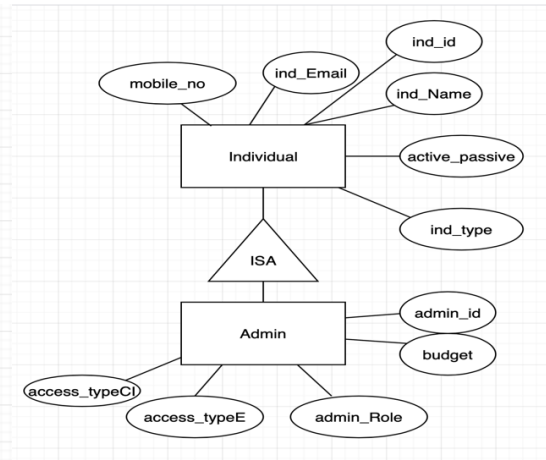 ind_id
ind_Email
mobile_no
ind_Name
Individual
active_passive
ind_type
ISA
admin_id
Admin
budget
access_typeCI
access_typeE
admin_Role